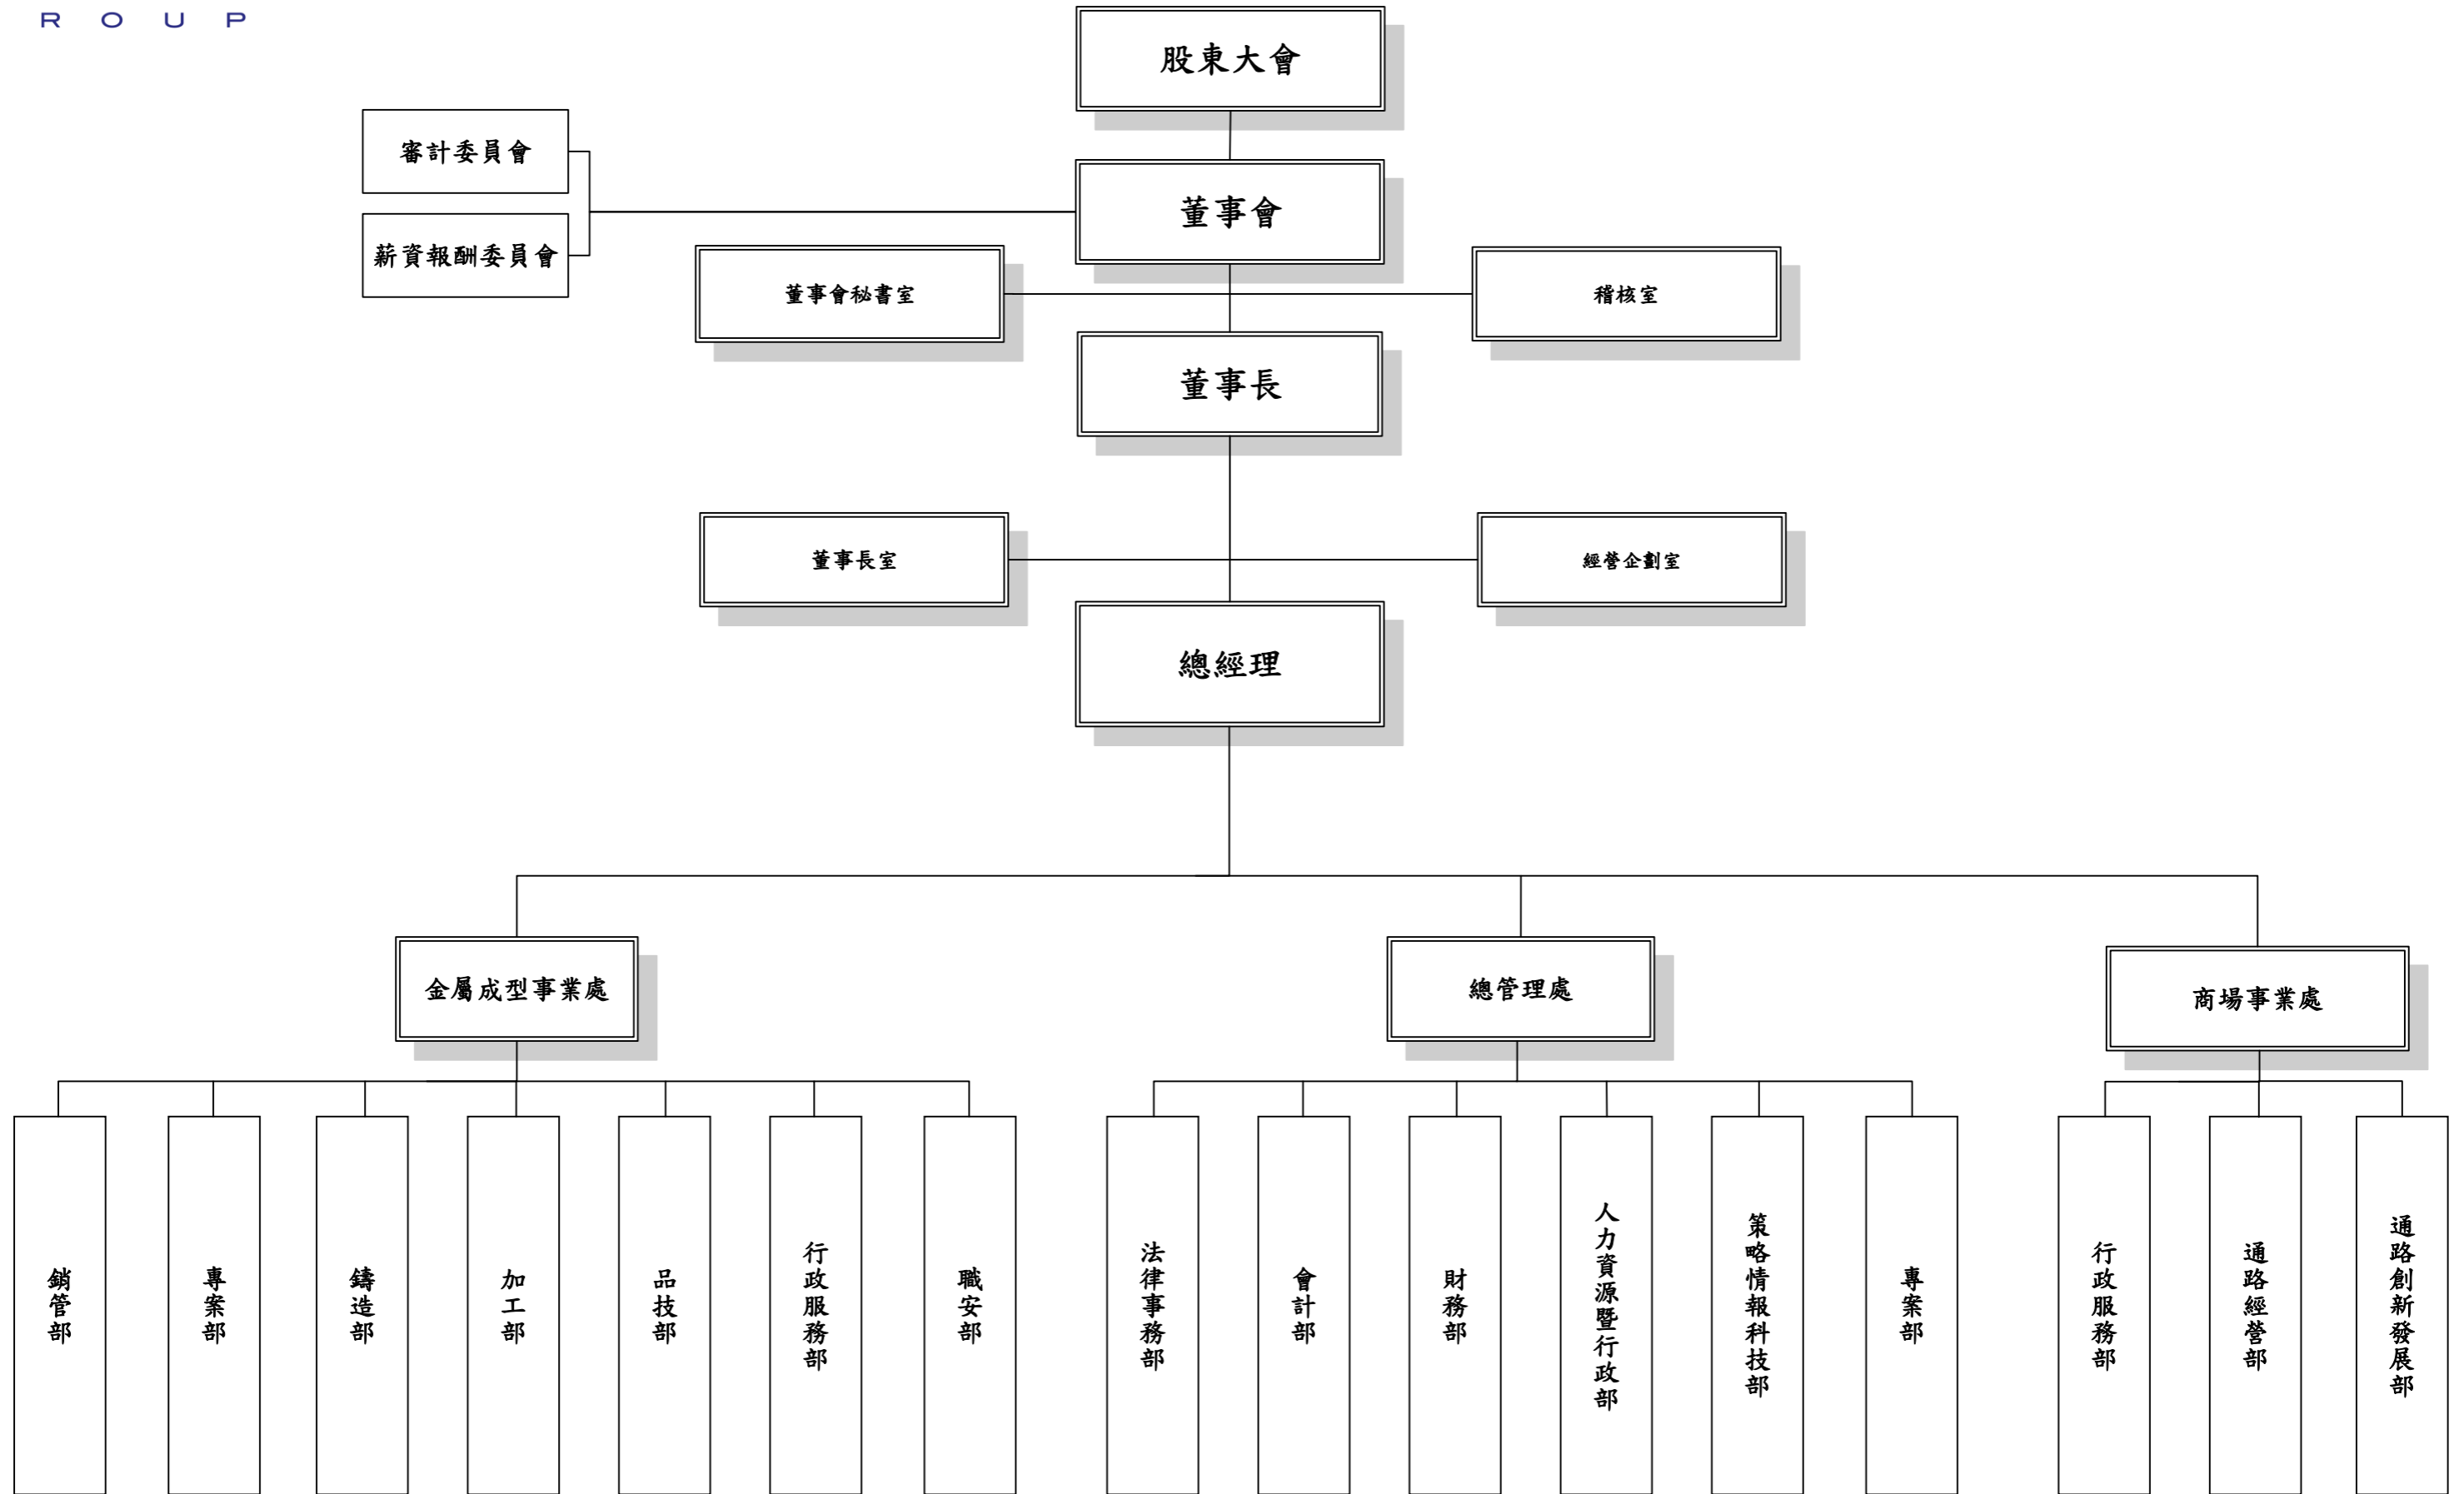 R O U P
股東大會
審計委員會
董事會
薪資報酬委員會
董事會秘書室
稽核室
董事長
董事長室
經營企劃室
總經理
金屬成型事業處
總管理處
商場事業處
銷管部
專案部
鑄造部
加工部
品技部
行政服務部
職安部
法律事務部
會計部
財務部
人力資源暨行政部
策略情報科技部
專案部
行政服務部
通路經營部
通路創新發展部